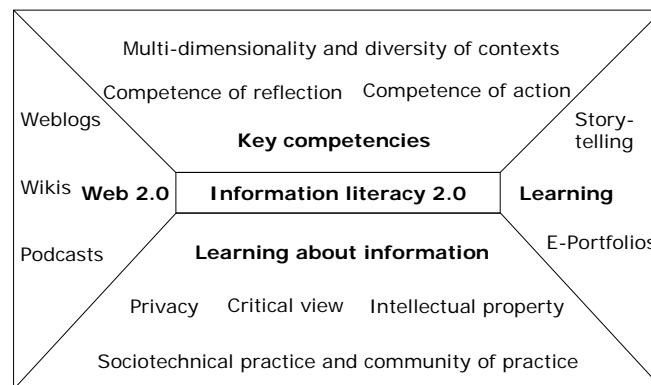 Multi-dimensionality and diversity of contexts
Competence of reflection
Competence of action
Key competencies
Weblogs
Wikis
Web 2.0
Podcasts
Information literacy 2.0
Story-
telling
Learning
E-Portfolios
Learning about information
Privacy
Critical view
Intellectual property
Sociotechnical practice and community of practice